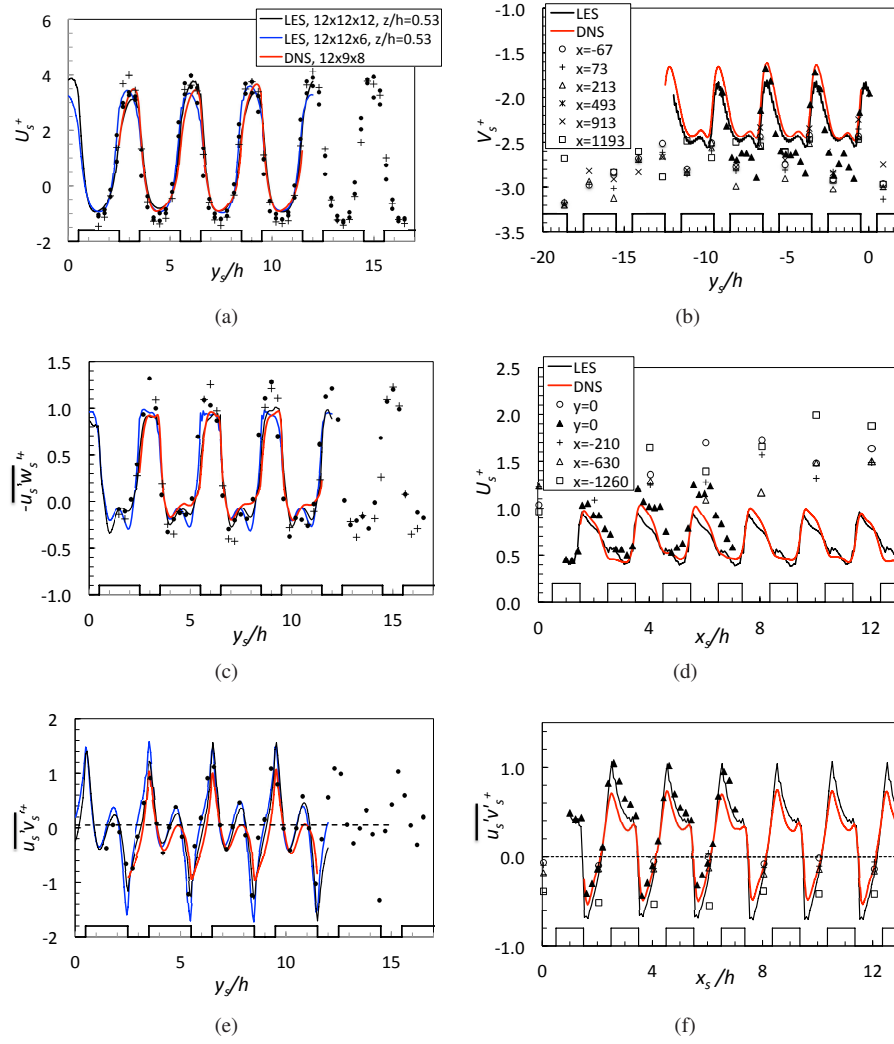 6
4
2
0
-2
U_s^+
LES, 12x12x12, z/h=0.53
LES, 12x12x6, z/h=0.53
DNS, 12x9x8
0 5 10 15
y_s/h
(a)
-1.0
-1.5
-2.0
-2.5
-3.0
-3.5
V_s^+
LES
DNS
x=-67
x=73
x=213
x=493
x=913
x=1193
-20 -15 -10 -5 0
y_s/h
(b)
1.5
1.0
0.5
0.0
-0.5
-1.0
-u_s'w_s'^+
0 5 10 15
y_s/h
(c)
2.5
2.0
1.5
1.0
0.5
0.0
U_s^+
LES
DNS
y=0
y=0
x=-210
x=-630
x=-1260
0 4 8 12
x_s/h
(d)
2
1
0
-1
-2
u_s'v_s'^+
0 5 10 15
y_s/h
(e)
1.0
0.0
-1.0
u_s'v_s'^+
0 4 8 12
x_s/h
(f)